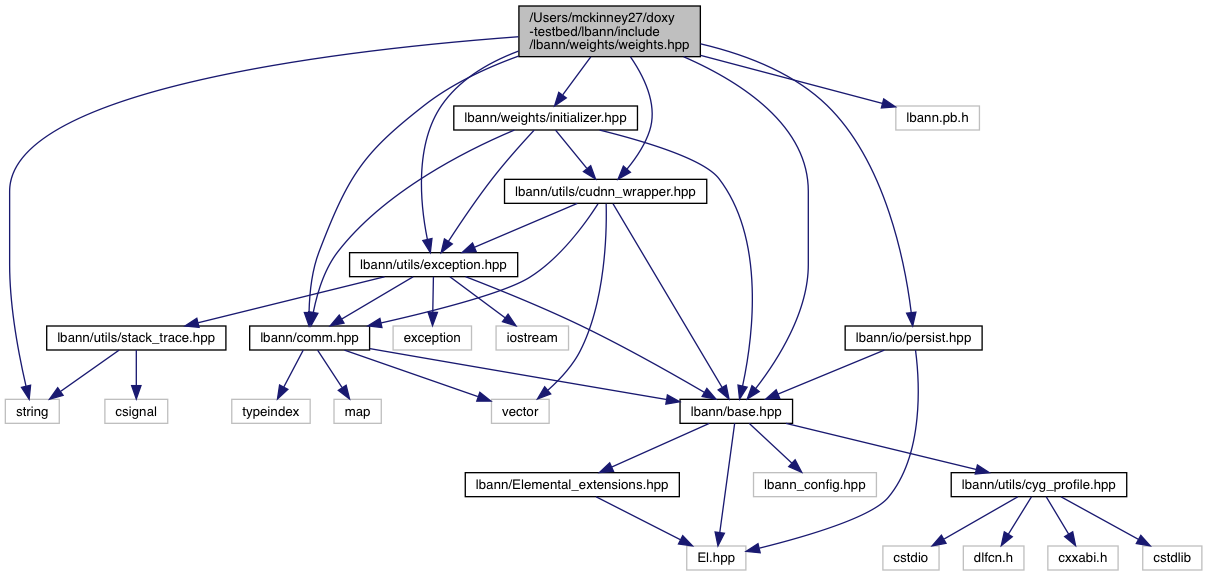 /Users/mckinney27/doxy
-testbed/lbann/include
/lbann/weights/weights.hpp
lbann/weights/initializer.hpp
lbann.pb.h
lbann/utils/cudnn_wrapper.hpp
lbann/utils/exception.hpp
lbann/utils/stack_trace.hpp
lbann/comm.hpp
exception
iostream
lbann/io/persist.hpp
string
csignal
typeindex
map
vector
lbann/base.hpp
lbann/Elemental_extensions.hpp
lbann_config.hpp
lbann/utils/cyg_profile.hpp
El.hpp
cstdio
dlfcn.h
cxxabi.h
cstdlib